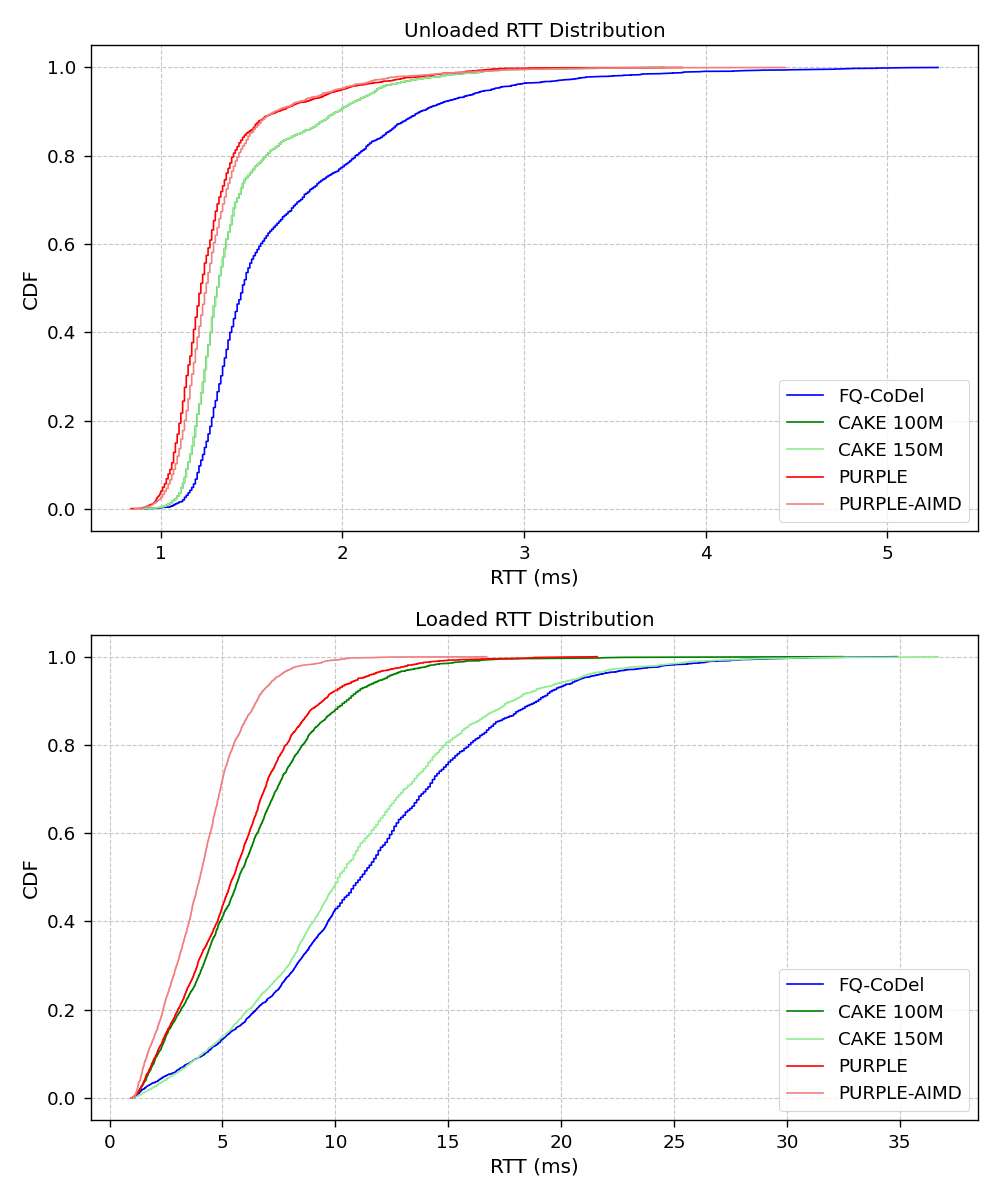 Unloaded RTT Distribution
1.0
0.8
0.6
0.4
0.2
0.0
CDF
FQ-CoDel
CAKE 100M
CAKE 150M
PURPLE
PURPLE-AIMD
1 2 3 4 5
RTT (ms)
Loaded RTT Distribution
1.0
0.8
0.6
0.4
0.2
0.0
CDF
FQ-CoDel
CAKE 100M
CAKE 150M
PURPLE
PURPLE-AIMD
0 5 10 15 20 25 30 35
RTT (ms)